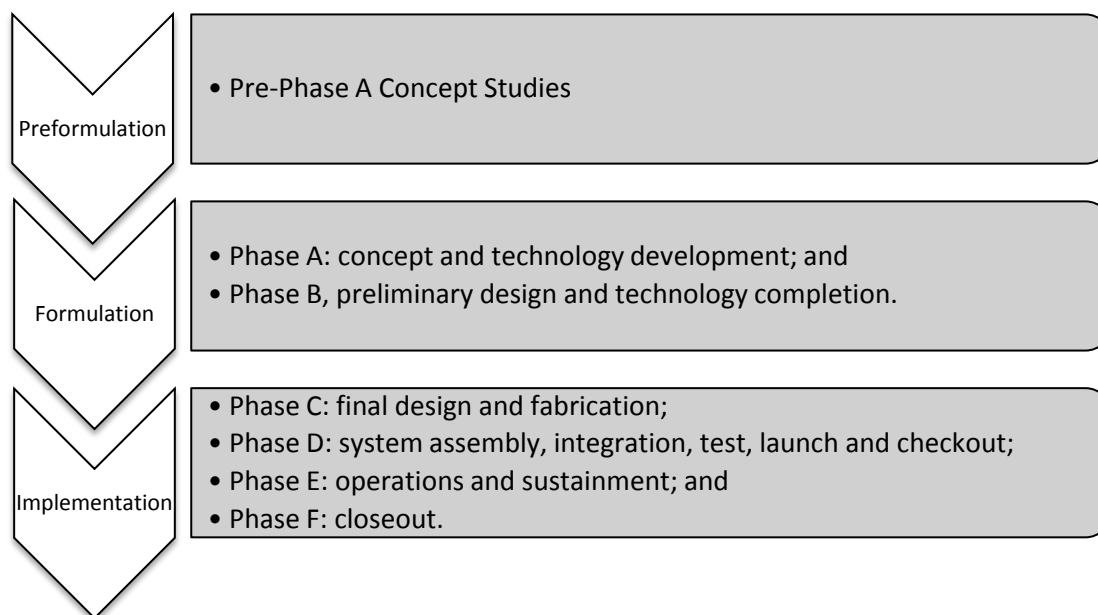 Preformulation
• Pre-Phase A Concept Studies
Formulation
• Phase A: concept and technology development; and
• Phase B, preliminary design and technology completion.
Implementation
• Phase C: final design and fabrication;
• Phase D: system assembly, integration, test, launch and checkout;
• Phase E: operations and sustainment; and
• Phase F: closeout.